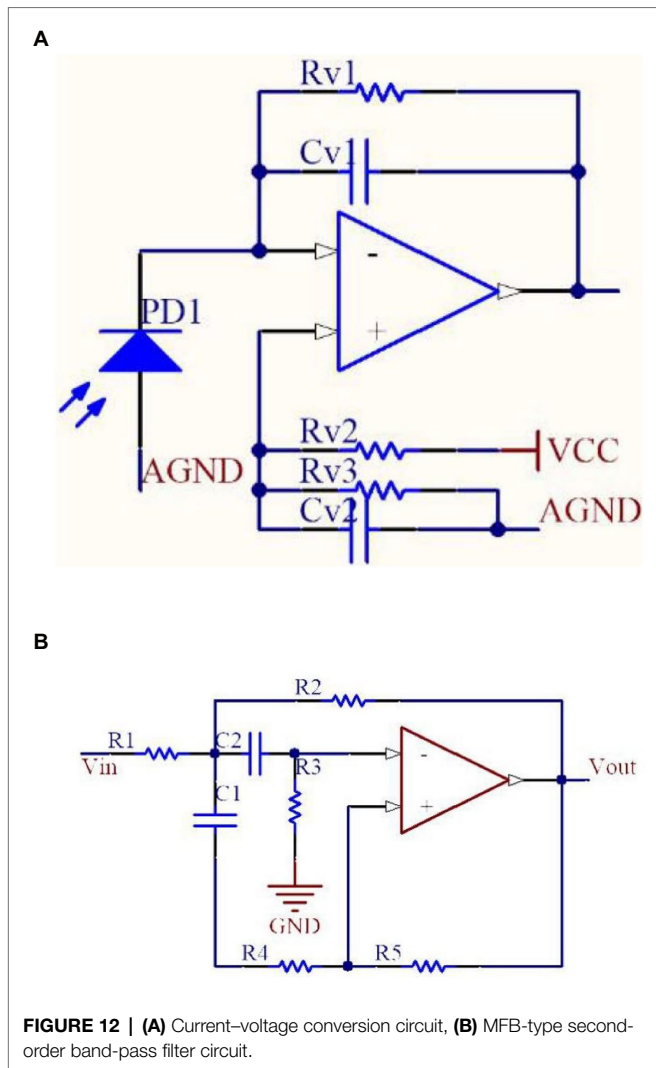 A
Rv1
Cv1
-
PD1
+
AGND
Rv2
VCC
Rv3
Cv2
AGND
B
R2
R1
C2
R3
-
Vin
Vout
C1
+
GND
R4
R5
FIGURE 12 | (A) Current–voltage conversion circuit, (B) MFB-type second-
order band-pass filter circuit.